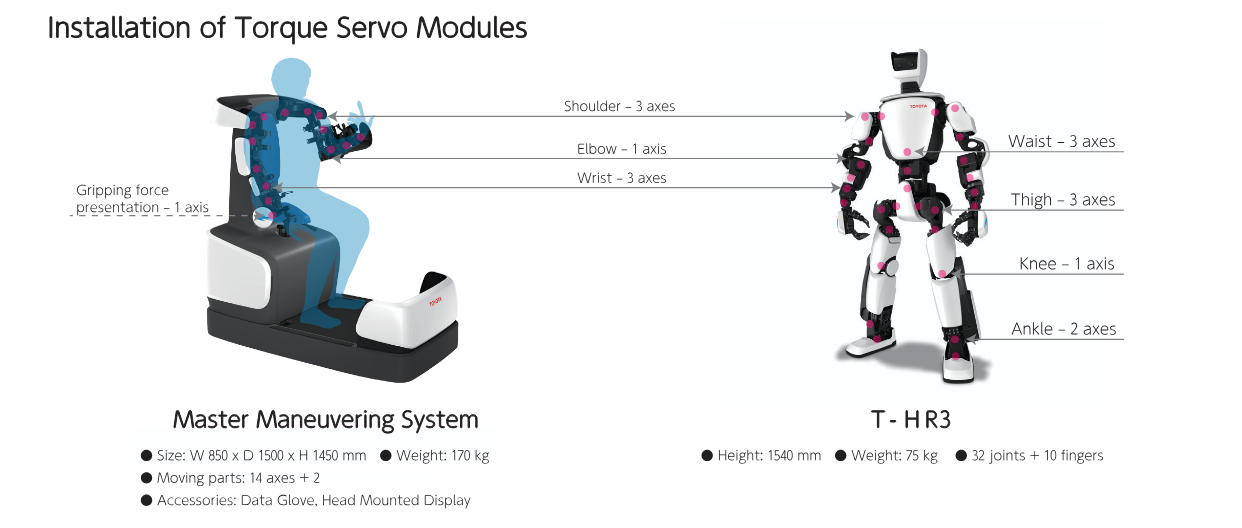 Installation of Torque Servo Modules
Shoulder – 3 axes
Elbow – 1 axis
Wrist – 3 axes
Gripping force
presentation – 1 axis
TOYOTA
TOYOTA
Waist – 3 axes
Thigh – 3 axes
Knee – 1 axis
Ankle – 2 axes
Master Maneuvering System
● Size: W 850 x D 1500 x H 1450 mm ● Weight: 170 kg
● Moving parts: 14 axes + 2
● Accessories: Data Glove, Head Mounted Display
T-HR3
● Height: 1540 mm ● Weight: 75 kg ● 32 joints + 10 fingers